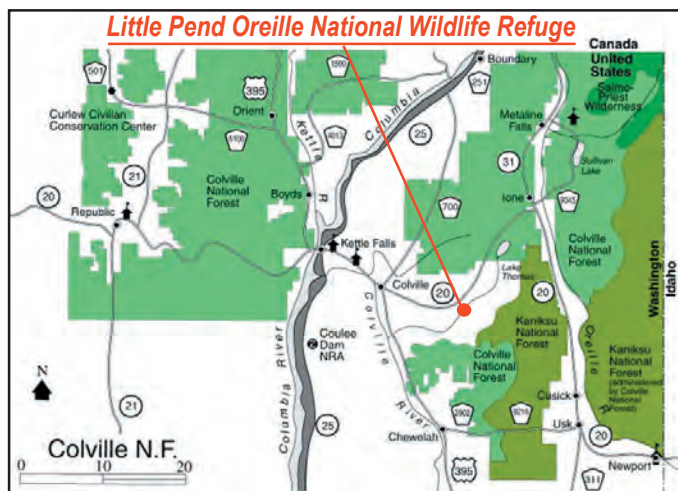 Little Pend Oreille National Wildlife Refuge
Canada
United
States
Salmo-
Priest
Wilderness
Boundary
251
501
1500
395
Curlew Civilian
Conservation Center
Orient
6100
4013
Kettle
R
Columbia
25
Metaline
Falls
Sullivan
Lake
31
21
20
Republic
Colville
National
Forest
Boyds
700
Ione
9345
Kettle Falls
Colville
20
Lake
Thomas
Colville
National
Forest
20
Washington
Idaho
Kaniksu
National
Forest
Coulee
Dam
NRA
Colville
River
Colville
National
Forest
Oreille
R
Kaniksu
National
Forest
(administered
by Colville
National
Forest)
N
21
Columbia River
25
2902
9216
Cusick
Usk
20
Chewelah
395
Newport
311
Colville N.F.
0 10 20